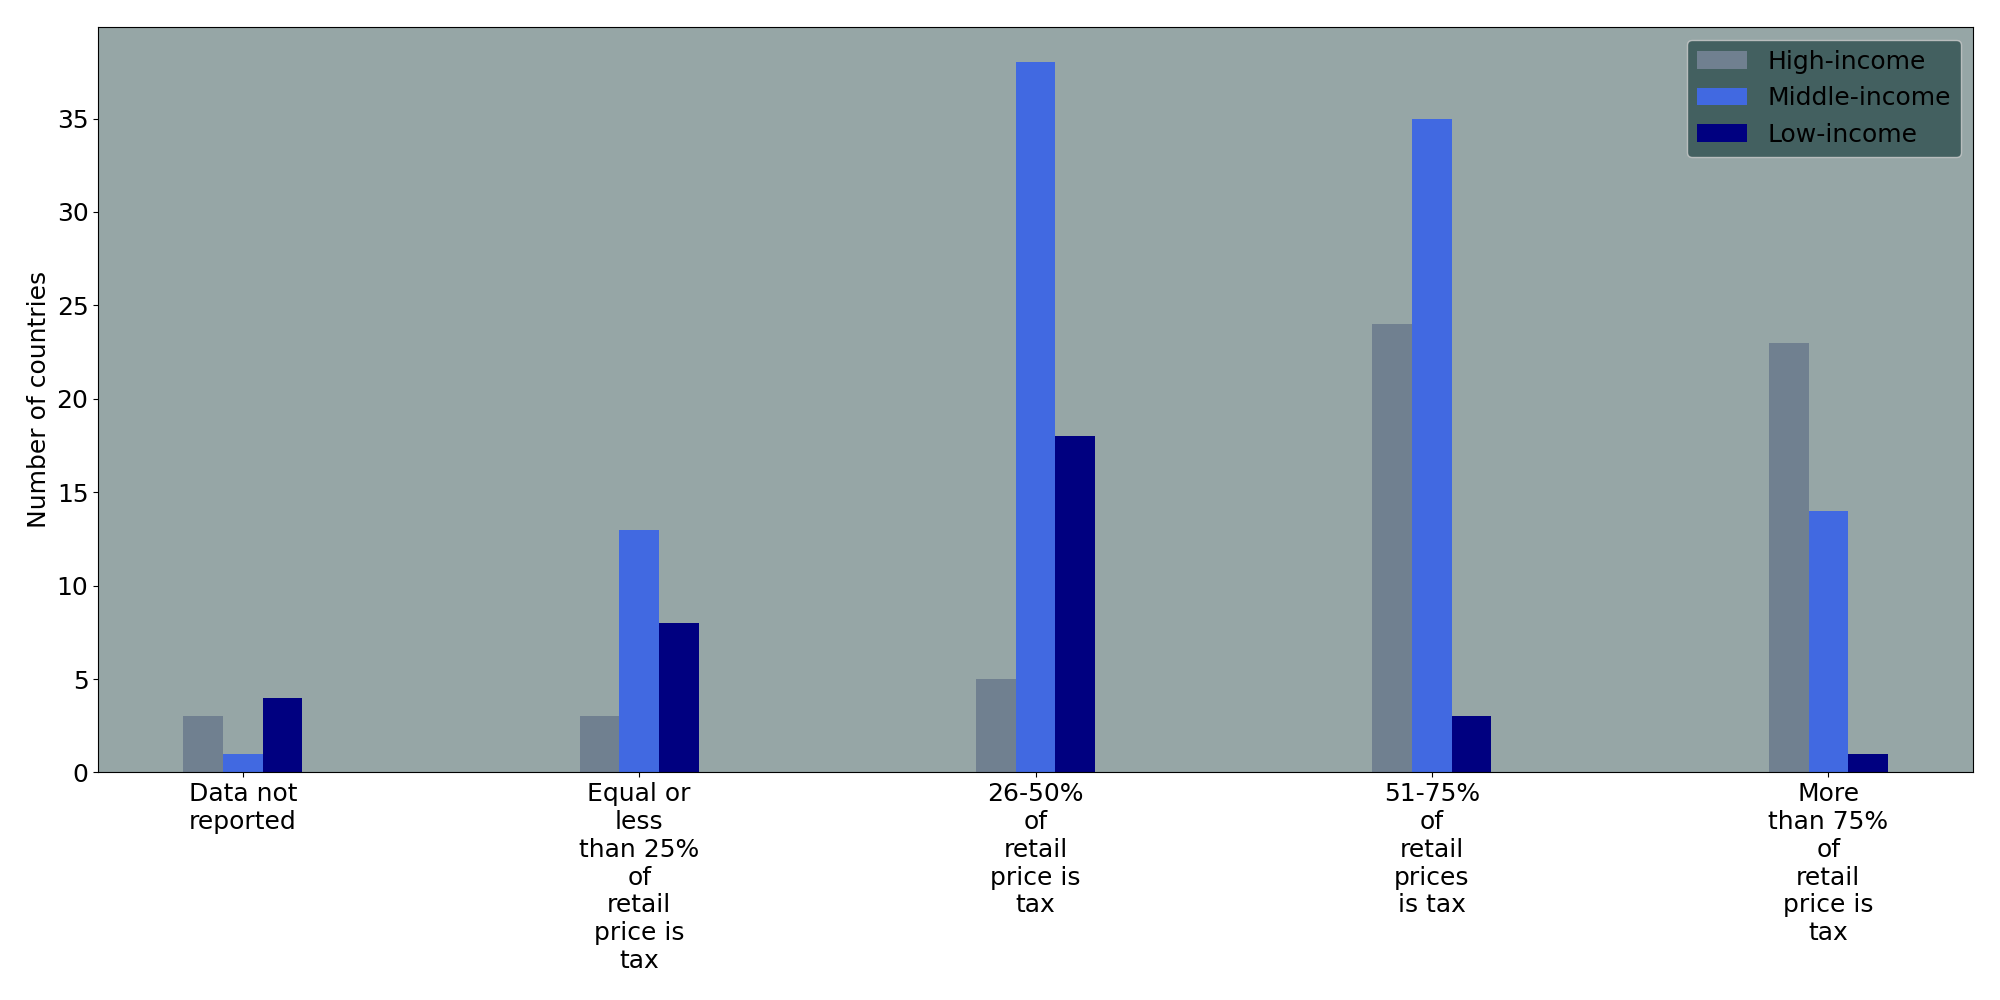 High-income
Middle-income
Low-income
Number of countries
35
30
25
20
15
10
5
0
Data not
reported
Equal or
less
than 25%
of
retail
price is
tax
26-50%
of
retail
price is
tax
51-75%
of
retail
prices
is tax
More
than 75%
of
retail
price is
tax